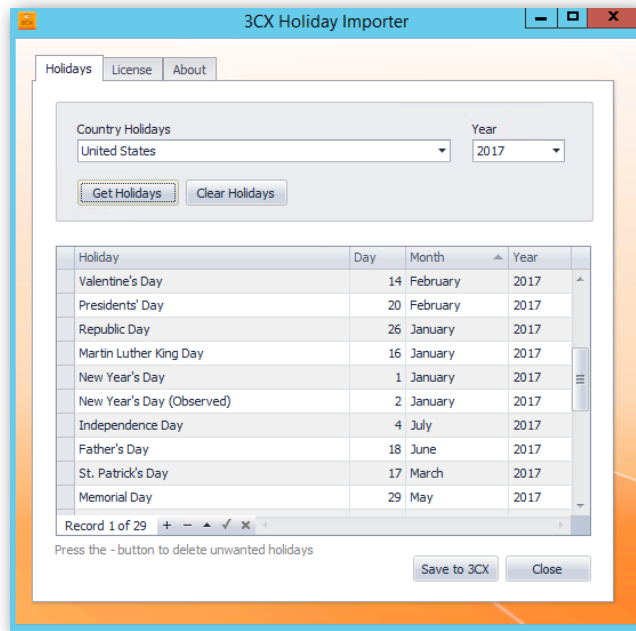 3CX Holiday Importer
Holidays License About
Country Holidays Year
United States 2017
Get Holidays Clear Holidays
Holiday Day Month Year
Valentine's Day 14 February 2017
Presidents' Day 20 February 2017
Republic Day 26 January 2017
Martin Luther King Day 16 January 2017
New Year's Day 1 January 2017
New Year's Day (Observed) 2 January 2017
Independence Day 4 July 2017
Father's Day 18 June 2017
St. Patrick's Day 17 March 2017
Memorial Day 29 May 2017
Record 1 of 29
Press the - button to delete unwanted holidays
Save to 3CX Close